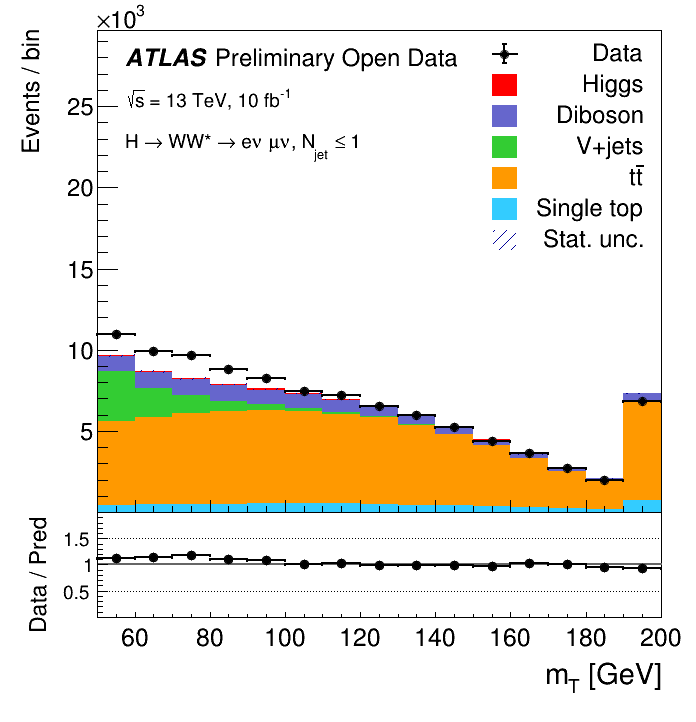 ×10³
Events / bin
ATLAS Preliminary Open Data
√s = 13 TeV, 10 fb⁻¹
H → WW* → eν μν, N_jet ≤ 1
Data
Higgs
Diboson
V+jets
tt̄
Single top
Stat. unc.
25
20
15
10
5
Data / Pred
1.5
1
0.5
60 80 100 120 140 160 180 200
m_T [GeV]